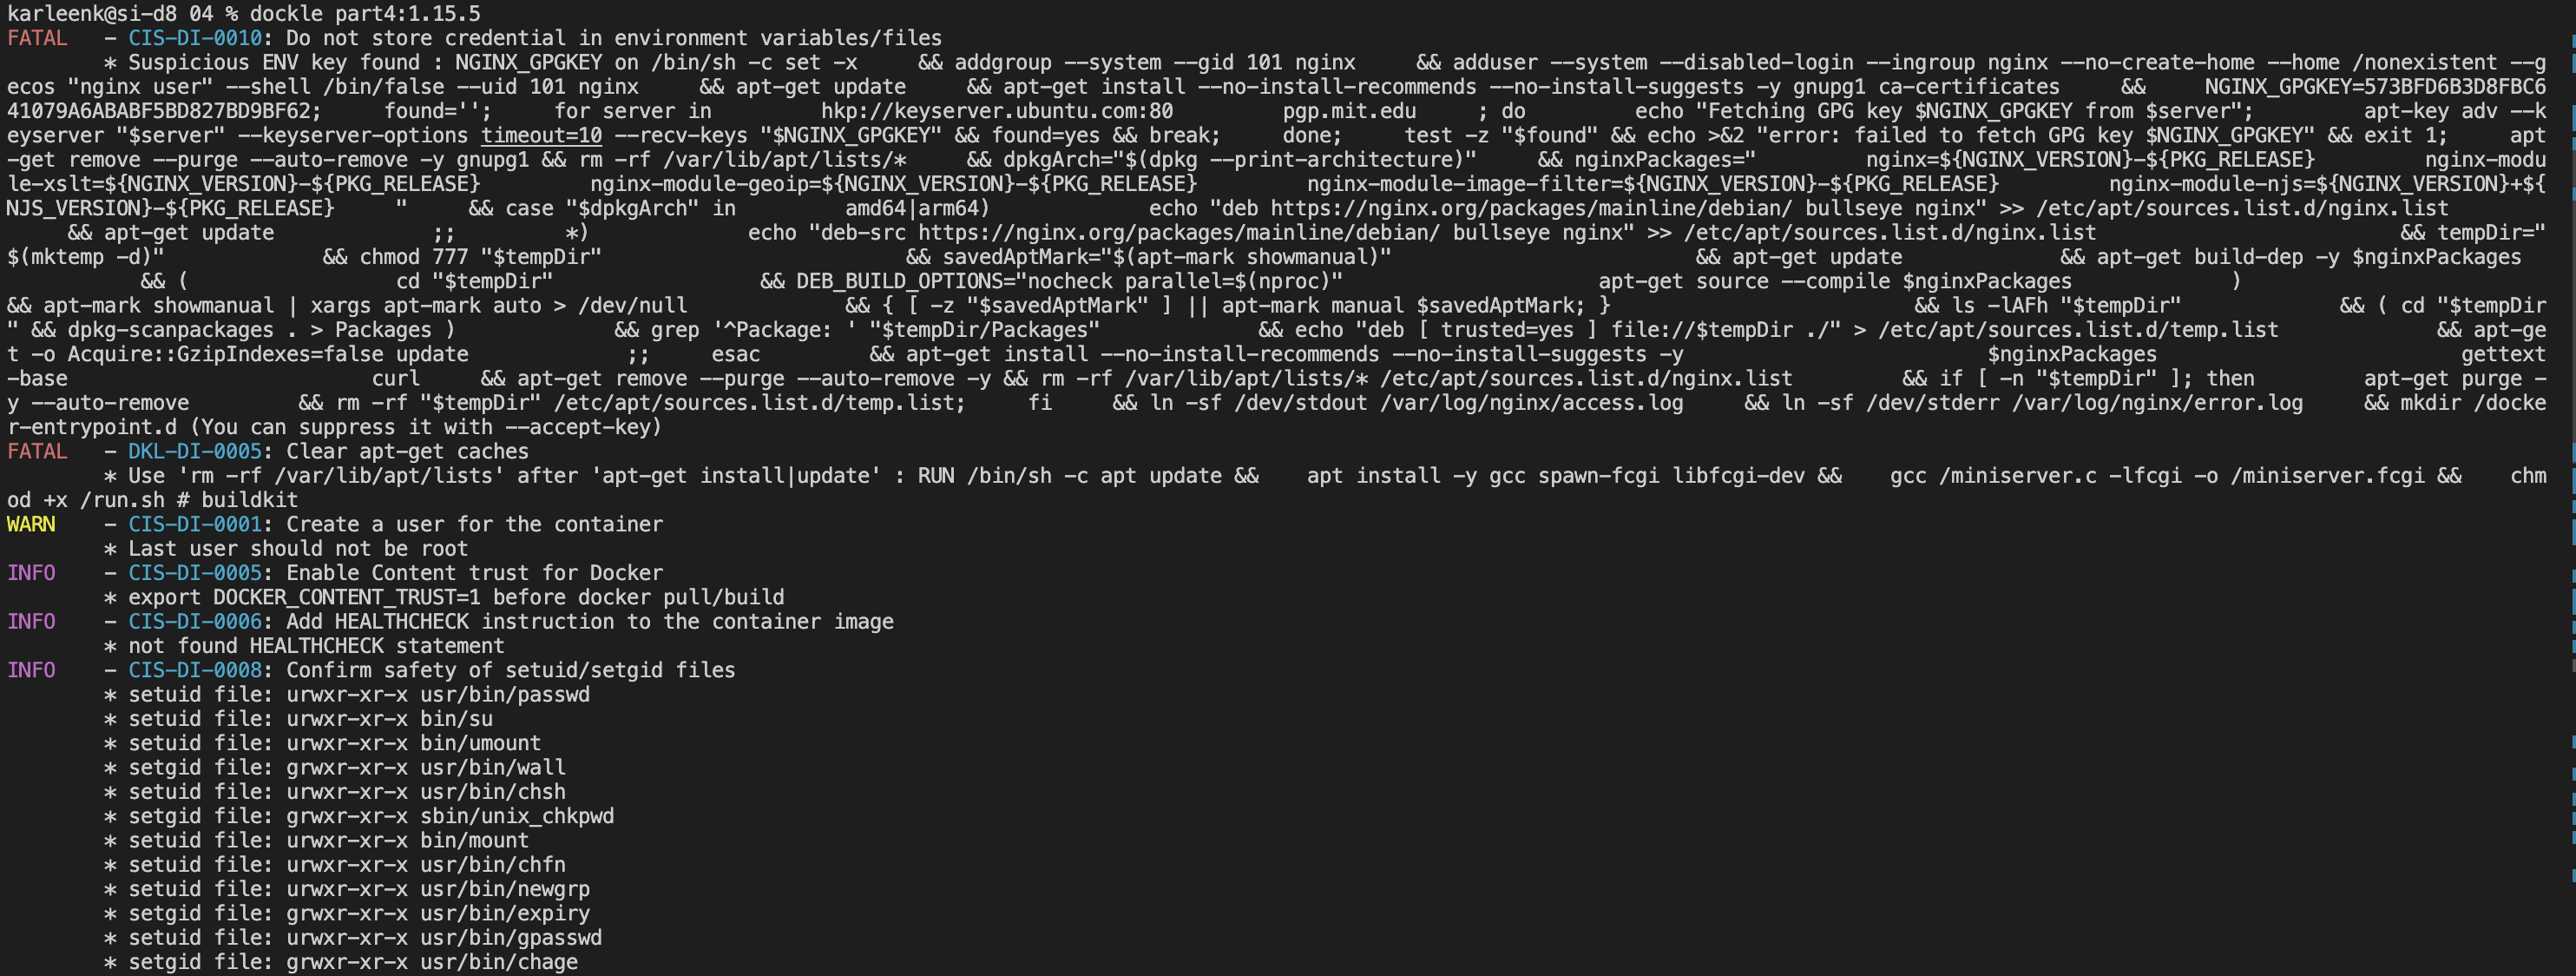 karleenk@si-d8 04 % dockle part4:1.15.5
FATAL   - CIS-DI-0010: Do not store credential in environment variables/files
        * Suspicious ENV key found : NGINX_GPGKEY on /bin/sh -c set -x     && addgroup --system --gid 101 nginx     && adduser --system --disabled-login --ingroup nginx --no-create-home --home /nonexistent --g
ecos "nginx user" --shell /bin/false --uid 101 nginx     && apt-get update     && apt-get install --no-install-recommends --no-install-suggests -y gnupg1 ca-certificates     &&     NGINX_GPGKEY=573BFD6B3D8FBC6
41079A6ABABF5BD827BD9BF62;     found='';     for server in         hkp://keyserver.ubuntu.com:80         pgp.mit.edu     ; do         echo "Fetching GPG key $NGINX_GPGKEY from $server";         apt-key adv --k
eyserver "$server" --keyserver-options timeout=10 --recv-keys "$NGINX_GPGKEY" && found=yes && break;     done;     test -z "$found" && echo >&2 "error: failed to fetch GPG key $NGINX_GPGKEY" && exit 1;     apt
-get remove --purge --auto-remove -y gnupg1 && rm -rf /var/lib/apt/lists/*     && dpkgArch="$(dpkg --print-architecture)"     && nginxPackages="         nginx=${NGINX_VERSION}-${PKG_RELEASE}         nginx-modu
le-xslt=${NGINX_VERSION}-${PKG_RELEASE}         nginx-module-geoip=${NGINX_VERSION}-${PKG_RELEASE}         nginx-module-image-filter=${NGINX_VERSION}-${PKG_RELEASE}         nginx-module-njs=${NGINX_VERSION}+${
NJS_VERSION}-${PKG_RELEASE}     "     && case "$dpkgArch" in         amd64|arm64)             echo "deb https://nginx.org/packages/mainline/debian/ bullseye nginx" >> /etc/apt/sources.list.d/nginx.list
     && apt-get update             ;;         *)             echo "deb-src https://nginx.org/packages/mainline/debian/ bullseye nginx" >> /etc/apt/sources.list.d/nginx.list                         && tempDir="
$(mktemp -d)"             && chmod 777 "$tempDir"                         && savedAptMark="$(apt-mark showmanual)"                         && apt-get update             && apt-get build-dep -y $nginxPackages
           && (                 cd "$tempDir"                 && DEB_BUILD_OPTIONS="nocheck parallel=$(nproc)"                     apt-get source --compile $nginxPackages             )
&& apt-mark showmanual | xargs apt-mark auto > /dev/null             && { [ -z "$savedAptMark" ] || apt-mark manual $savedAptMark; }                         && ls -lAFh "$tempDir"             && ( cd "$tempDir
" && dpkg-scanpackages . > Packages )             && grep '^Package: ' "$tempDir/Packages"             && echo "deb [ trusted=yes ] file://$tempDir ./" > /etc/apt/sources.list.d/temp.list             && apt-ge
t -o Acquire::GzipIndexes=false update             ;;     esac         && apt-get install --no-install-recommends --no-install-suggests -y                         $nginxPackages                         gettext
-base                         curl     && apt-get remove --purge --auto-remove -y && rm -rf /var/lib/apt/lists/* /etc/apt/sources.list.d/nginx.list         && if [ -n "$tempDir" ]; then         apt-get purge -
y --auto-remove         && rm -rf "$tempDir" /etc/apt/sources.list.d/temp.list;     fi     && ln -sf /dev/stdout /var/log/nginx/access.log     && ln -sf /dev/stderr /var/log/nginx/error.log     && mkdir /docke
r-entrypoint.d (You can suppress it with --accept-key)
FATAL   - DKL-DI-0005: Clear apt-get caches
        * Use 'rm -rf /var/lib/apt/lists' after 'apt-get install|update' : RUN /bin/sh -c apt update &&    apt install -y gcc spawn-fcgi libfcgi-dev &&    gcc /miniserver.c -lfcgi -o /miniserver.fcgi &&    chm
od +x /run.sh # buildkit
WARN    - CIS-DI-0001: Create a user for the container
        * Last user should not be root
INFO    - CIS-DI-0005: Enable Content trust for Docker
        * export DOCKER_CONTENT_TRUST=1 before docker pull/build
INFO    - CIS-DI-0006: Add HEALTHCHECK instruction to the container image
        * not found HEALTHCHECK statement
INFO    - CIS-DI-0008: Confirm safety of setuid/setgid files
        * setuid file: urwxr-xr-x usr/bin/passwd
        * setuid file: urwxr-xr-x bin/su
        * setuid file: urwxr-xr-x bin/umount
        * setgid file: grwxr-xr-x usr/bin/wall
        * setuid file: urwxr-xr-x usr/bin/chsh
        * setgid file: grwxr-xr-x sbin/unix_chkpwd
        * setuid file: urwxr-xr-x bin/mount
        * setuid file: urwxr-xr-x usr/bin/chfn
        * setuid file: urwxr-xr-x usr/bin/newgrp
        * setgid file: grwxr-xr-x usr/bin/expiry
        * setuid file: urwxr-xr-x usr/bin/gpasswd
        * setgid file: grwxr-xr-x usr/bin/chage